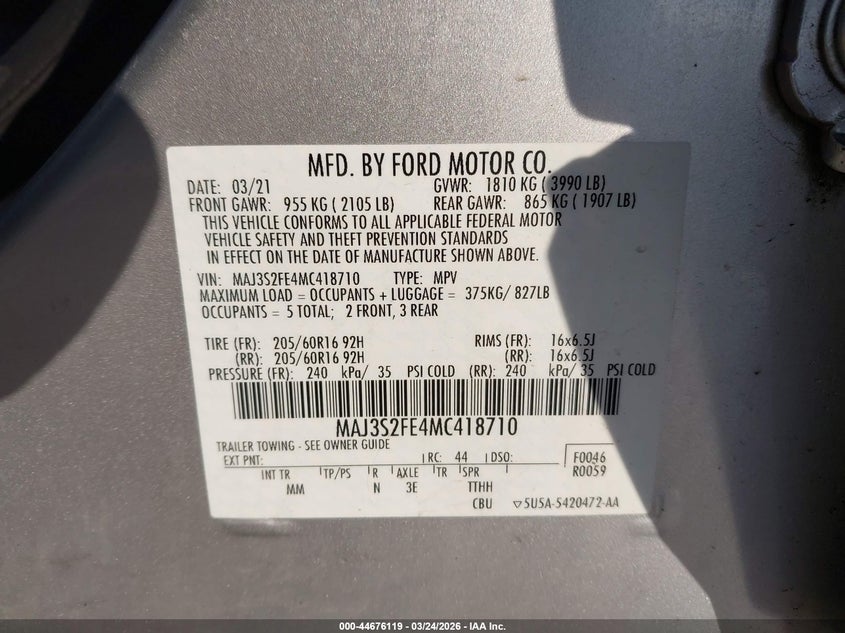 MFD. BY FORD MOTOR CO.
DATE: 03/21 GVWR: 1810 KG ( 3990 LB)
FRONT GAWR: 955 KG ( 2105 LB) REAR GAWR: 865 KG ( 1907 LB)
THIS VEHICLE CONFORMS TO ALL APPLICABLE FEDERAL MOTOR
VEHICLE SAFETY AND THEFT PREVENTION STANDARDS
IN EFFECT ON THE DATE OF MANUFACTURE SHOWN ABOVE.
VIN: MAJ3S2FE4MC418710 TYPE: MPV
MAXIMUM LOAD = OCCUPANTS + LUGGAGE = 375KG/ 827LB
OCCUPANTS = 5 TOTAL; 2 FRONT, 3 REAR
TIRE (FR): 205/60R16 92H RIMS (FR): 16x6.5J
(RR): 205/60R16 92H (RR): 16x6.5J
PRESSURE (FR): 240 kPa/ 35 PSI COLD (RR): 240 kPa/ 35 PSI COLD
MAJ3S2FE4MC418710
TRAILER TOWING - SEE OWNER GUIDE
EXT PNT: RC: 44 DSO: F0046
INT TR TP/PS R AXLE TR SPR R0059
MM N 3E TTHH
CBU ▽5U5A-5420472-AA
000-44676119 - 03/24/2026 - IAA Inc.